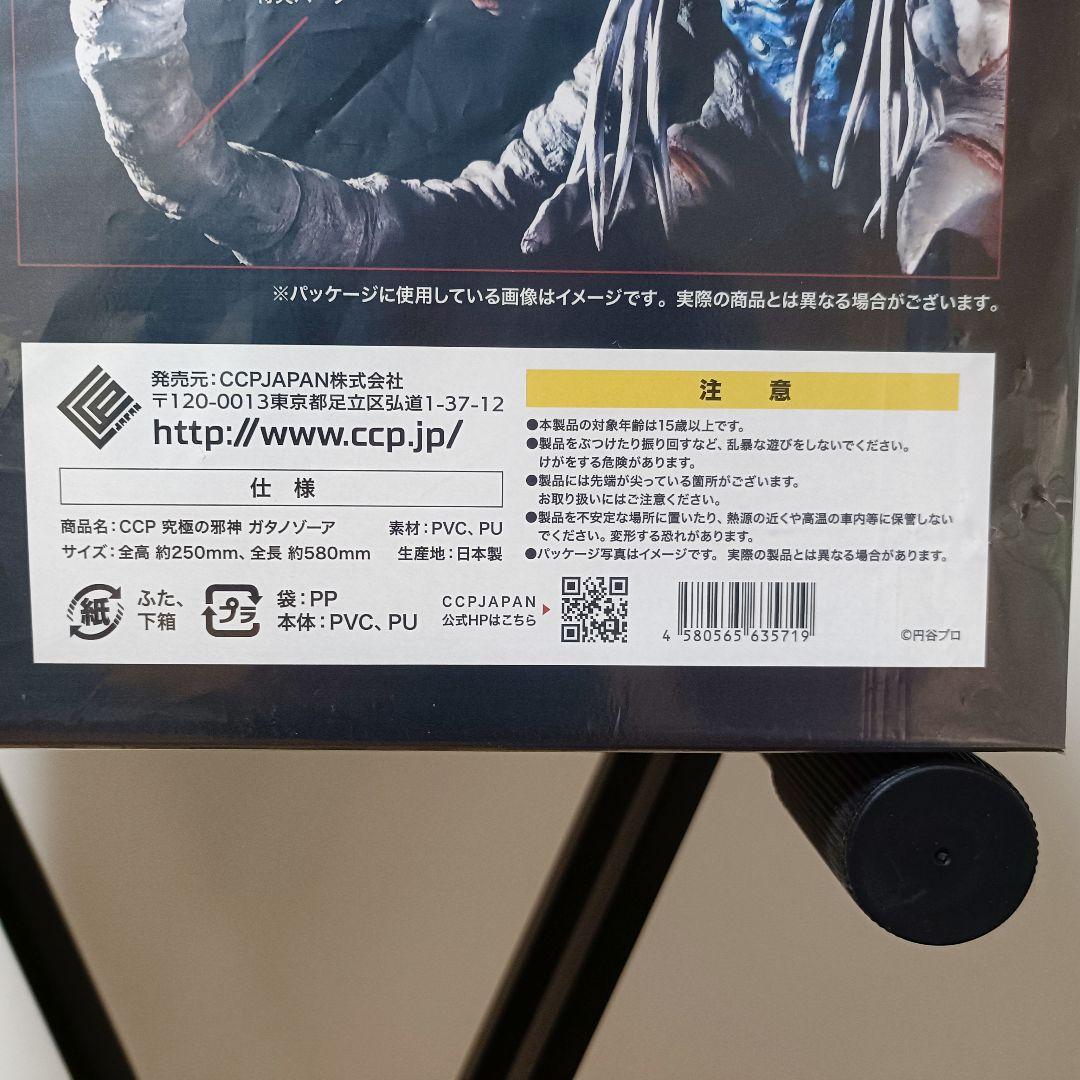 ※パッケージに使用している画像はイメージです。実際の商品とは異なる場合がございます。
JAPAN
発売元：CCPJAPAN株式会社
〒120-0013東京都足立区弘道1-37-12
http://www.ccp.jp/
仕 様
商品名：CCP 究極の邪神 ガタノゾーア
素材：PVC、PU
サイズ：全高 約250mm、全長 約580mm
生産地：日本製
紙
ふた、
下箱
プラ
袋：PP
本体：PVC、PU
CCPJAPAN
公式HPはこちら
注 意
●本製品の対象年齢は15歳以上です。
●製品をぶつけたり振り回すなど、乱暴な遊びをしないでください。
けがをする危険があります。
●製品には先端が尖っている箇所がございます。
お取り扱いにはご注意ください。
●製品を不安定な場所に置いたり、熱源の近くや高温の車内等に保管しない
でください。変形する恐れがあります。
●パッケージ写真はイメージです。 実際の製品とは異なる場合があります。
4 580565 635719
©円谷プロ